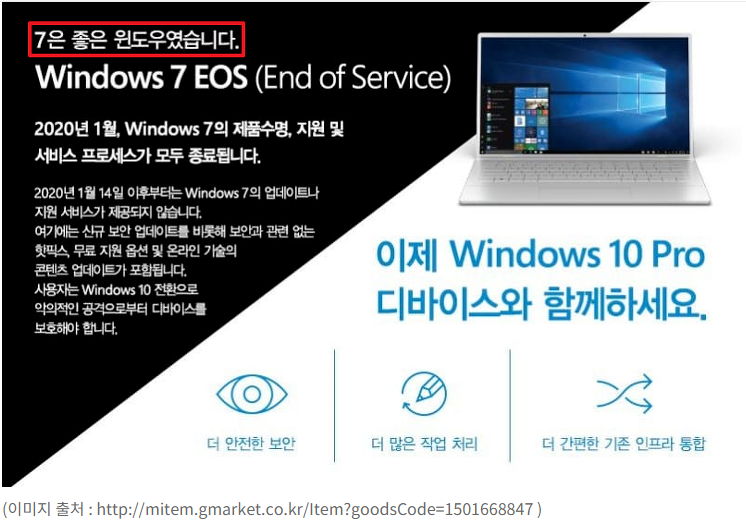 7은 좋은 윈도우였습니다.
Windows 7 EOS (End of Service)
2020년 1월, Windows 7의 제품수명, 지원 및
서비스 프로세스가 모두 종료됩니다.
2020년 1월 14일 이후부터는 Windows 7의 업데이트나
지원 서비스가 제공되지 않습니다.
여기에는 신규 보안 업데이트를 비롯해 보안과 관련 없는
핫픽스, 무료 지원 옵션 및 온라인 기술의
콘텐츠 업데이트가 포함됩니다.
사용자는 Windows 10 전환으로
악의적인 공격으로부터 디바이스를
보호해야 합니다.
이제 Windows 10 Pro
디바이스와 함께하세요.
더 안전한 보안
더 많은 작업 처리
더 간편한 기존 인프라 통합
(이미지 출처 : http://mitem.gmarket.co.kr/Item?goodsCode=1501668847 )